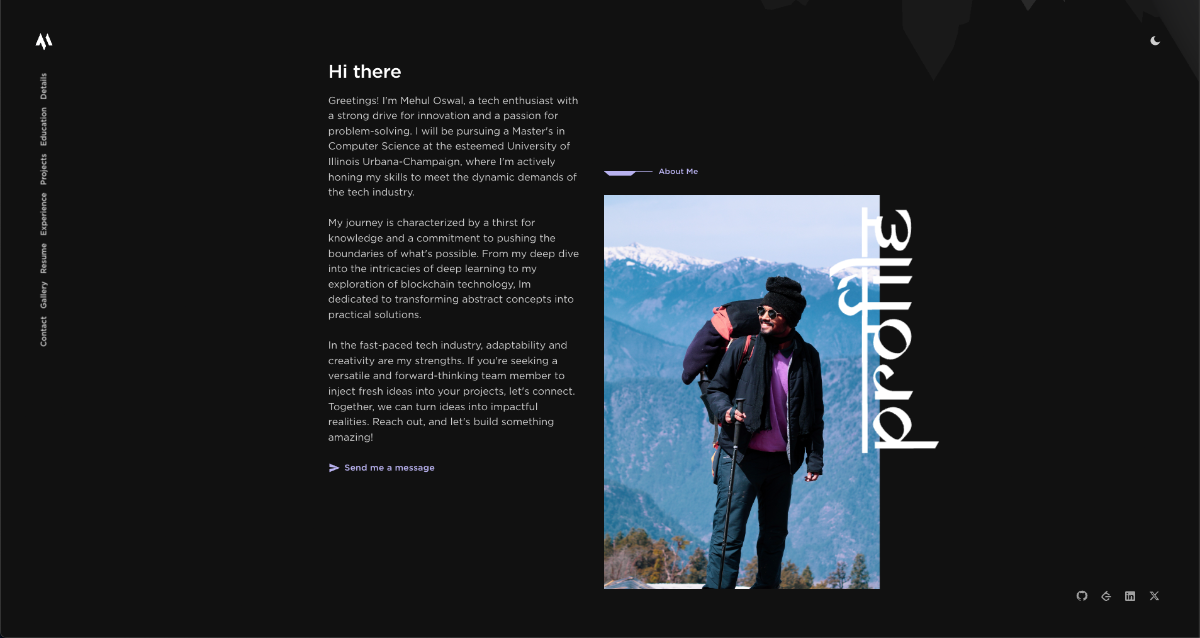 Details
Education
Projects
Experience
Resume
Gallery
Contact
Hi there
Greetings! I'm Mehul Oswal, a tech enthusiast with
a strong drive for innovation and a passion for
problem-solving. I will be pursuing a Master's in
Computer Science at the esteemed University of
Illinois Urbana-Champaign, where I'm actively
honing my skills to meet the dynamic demands of
the tech industry.
My journey is characterized by a thirst for
knowledge and a commitment to pushing the
boundaries of what's possible. From my deep dive
into the intricacies of deep learning to my
exploration of blockchain technology, Im
dedicated to transforming abstract concepts into
practical solutions.
In the fast-paced tech industry, adaptability and
creativity are my strengths. If you're seeking a
versatile and forward-thinking team member to
inject fresh ideas into your projects, let's connect.
Together, we can turn ideas into impactful
realities. Reach out, and let's build something
amazing!
Send me a message
About Me
profile